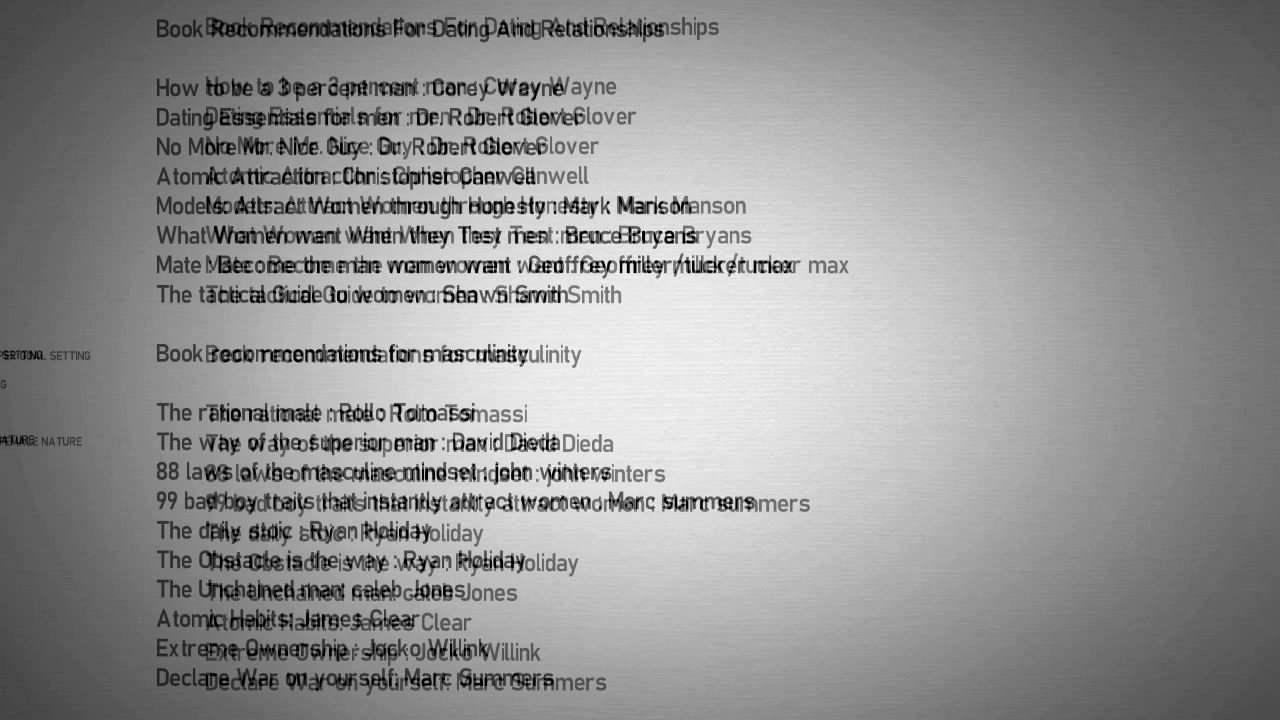 Book Recommendations For Dating And Relationships
How to be a 3 percent man : Corey Wayne
Dating Essentials for men : Dr. Robert Glover
No More Mr. Nice Guy : Dr. Robert Glover
Atomic Attraction : Christopher Canwell
Models: Attract Women through Honesty : Mark Manson
What Women want When they Test men : Bruce Bryans
Mate : Become the man women want : Geoffrey miller /tucker max
The tactical Guide to women : Shawn Smith
SETTING
Book recommendations for masculinity
The rational male : Rollo Tomassi
The way of the superior man : David Dieda
FEMALE NATURE
88 laws of the masculine mindset : john winters
99 bad boy traits that instantly attract women : Marc summers
The daily stoic : Ryan Holiday
The Obstacle is the way : Ryan Holiday
The Unchained man: caleb Jones
Atomic Habits: James Clear
Extreme Ownership : Jocko Willink
Declare War on yourself: Marc Summers